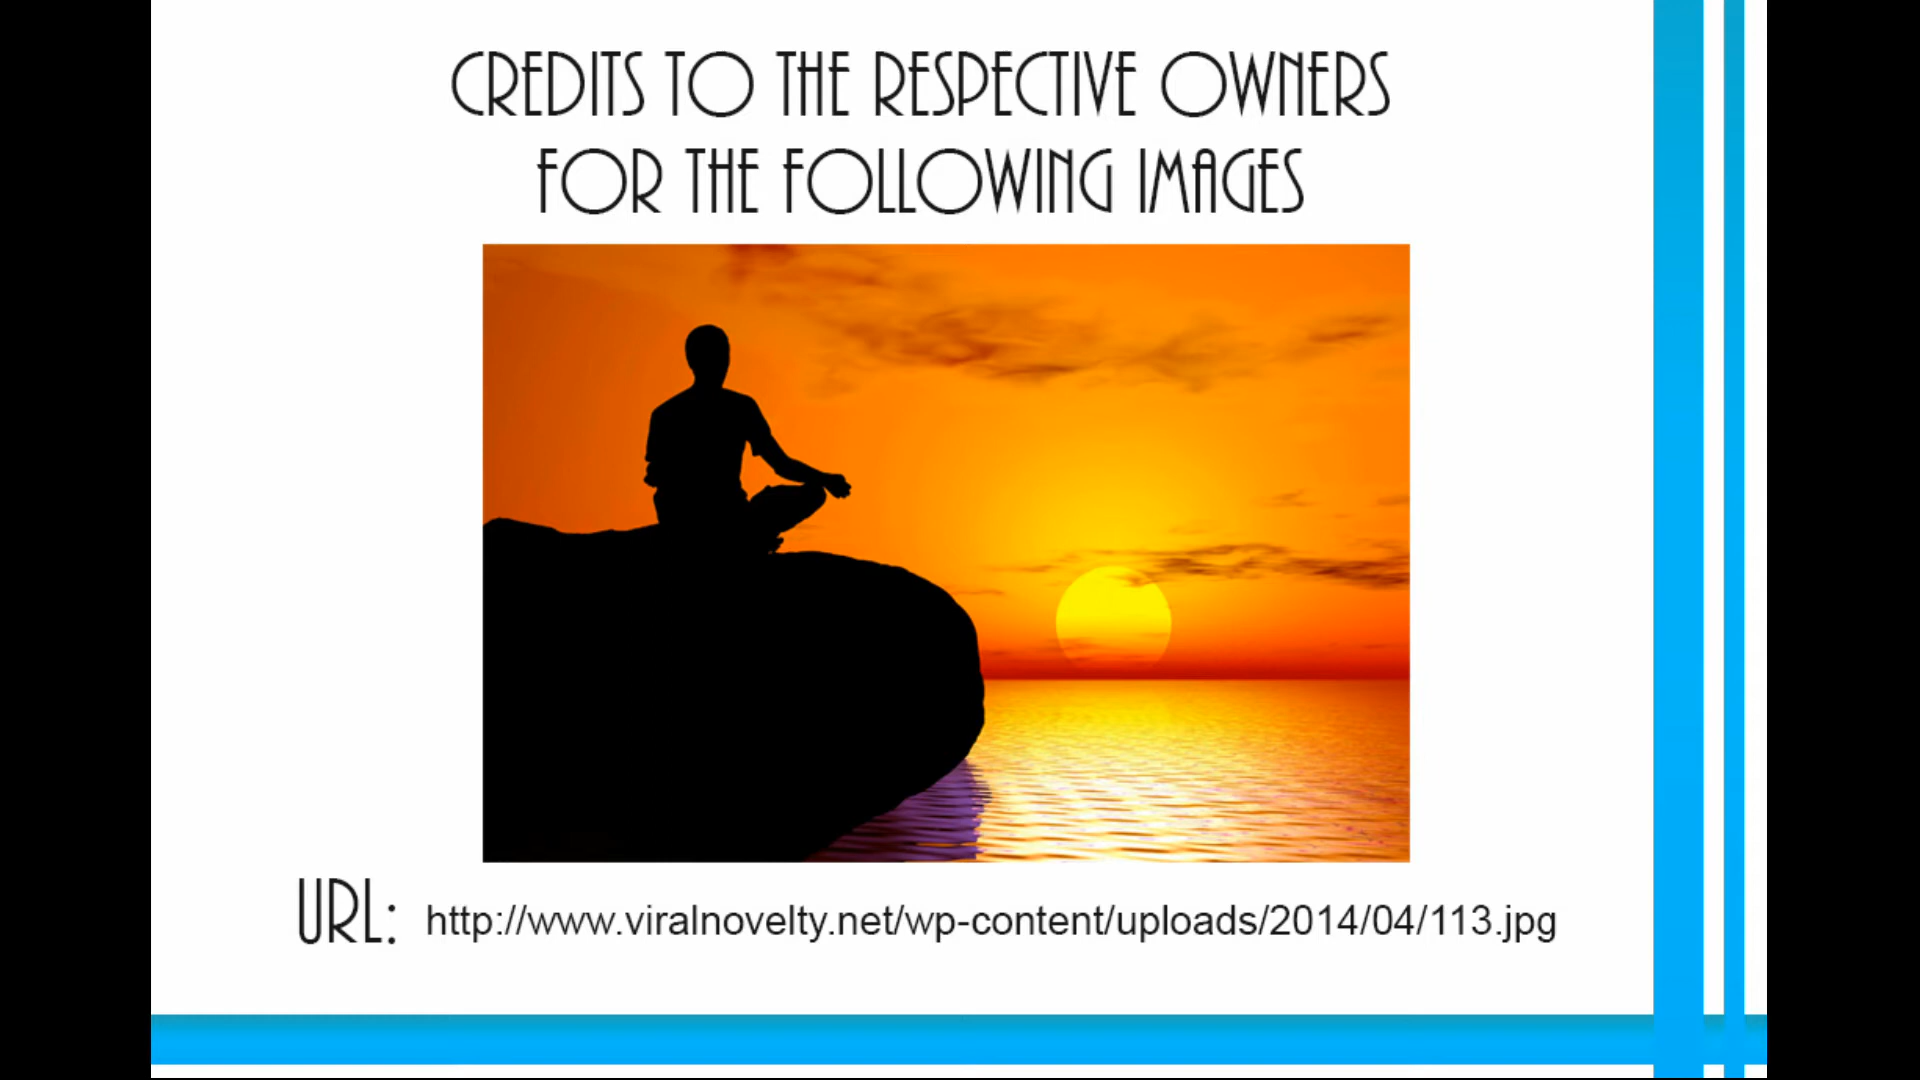 CREDITS TO THE RESPECTIVE OWNERS
FOR THE FOLLOWING IMAGES
URL: http://www.viralnovelty.net/wp-content/uploads/2014/04/113.jpg